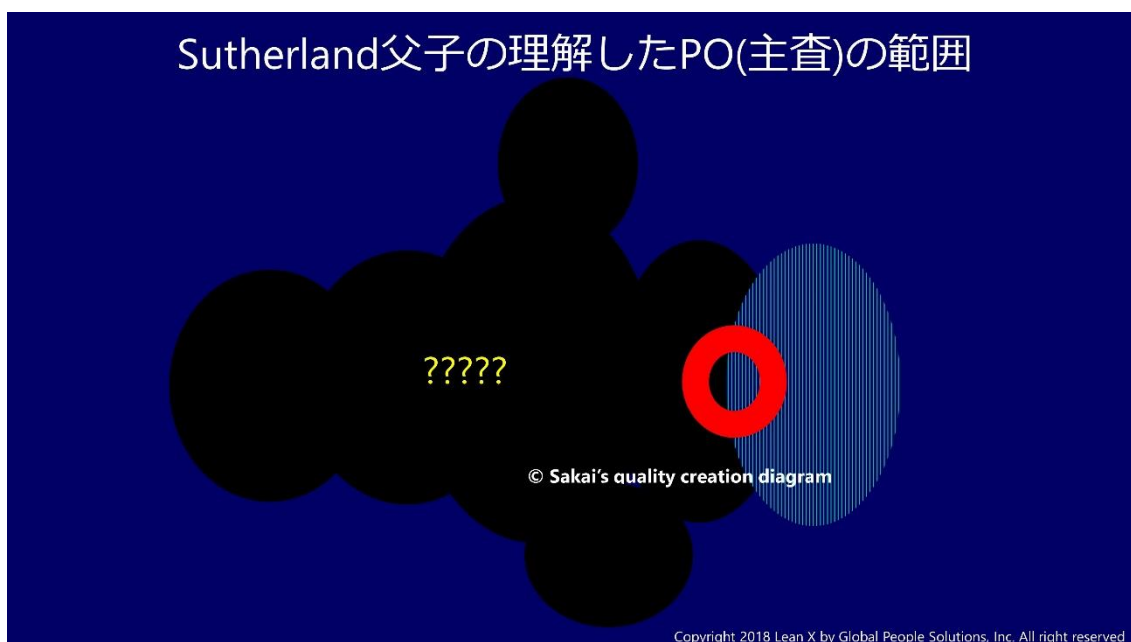 Sutherland父子の理解したPO(主査)の範囲
?????
© Sakai’s quality creation diagram
Copyright 2018 Lean X by Global People Solutions, Inc. All right reserved